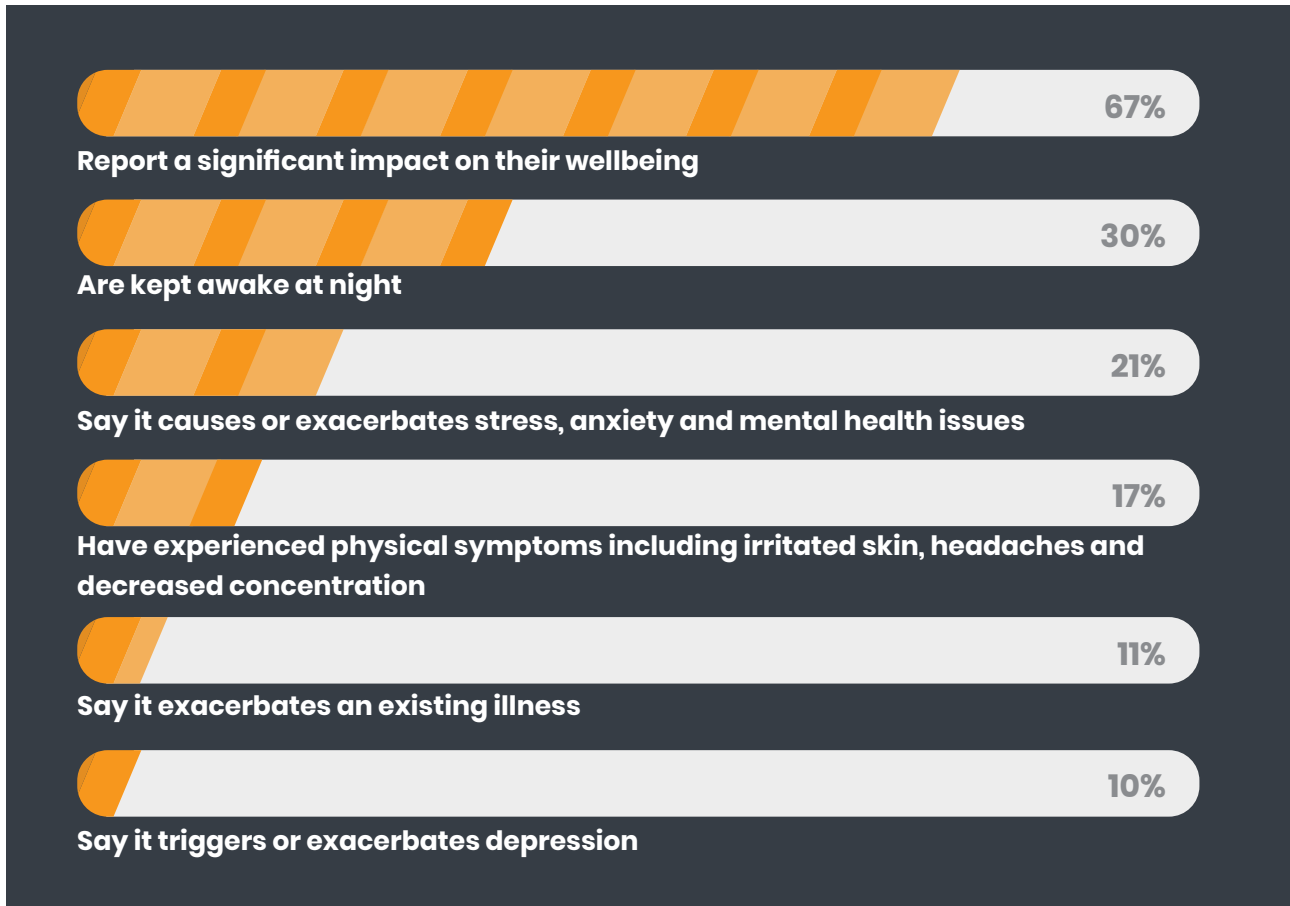 67%
Report a significant impact on their wellbeing
30%
Are kept awake at night
21%
Say it causes or exacerbates stress, anxiety and mental health issues
17%
Have experienced physical symptoms including irritated skin, headaches and
decreased concentration
11%
Say it exacerbates an existing illness
10%
Say it triggers or exacerbates depression